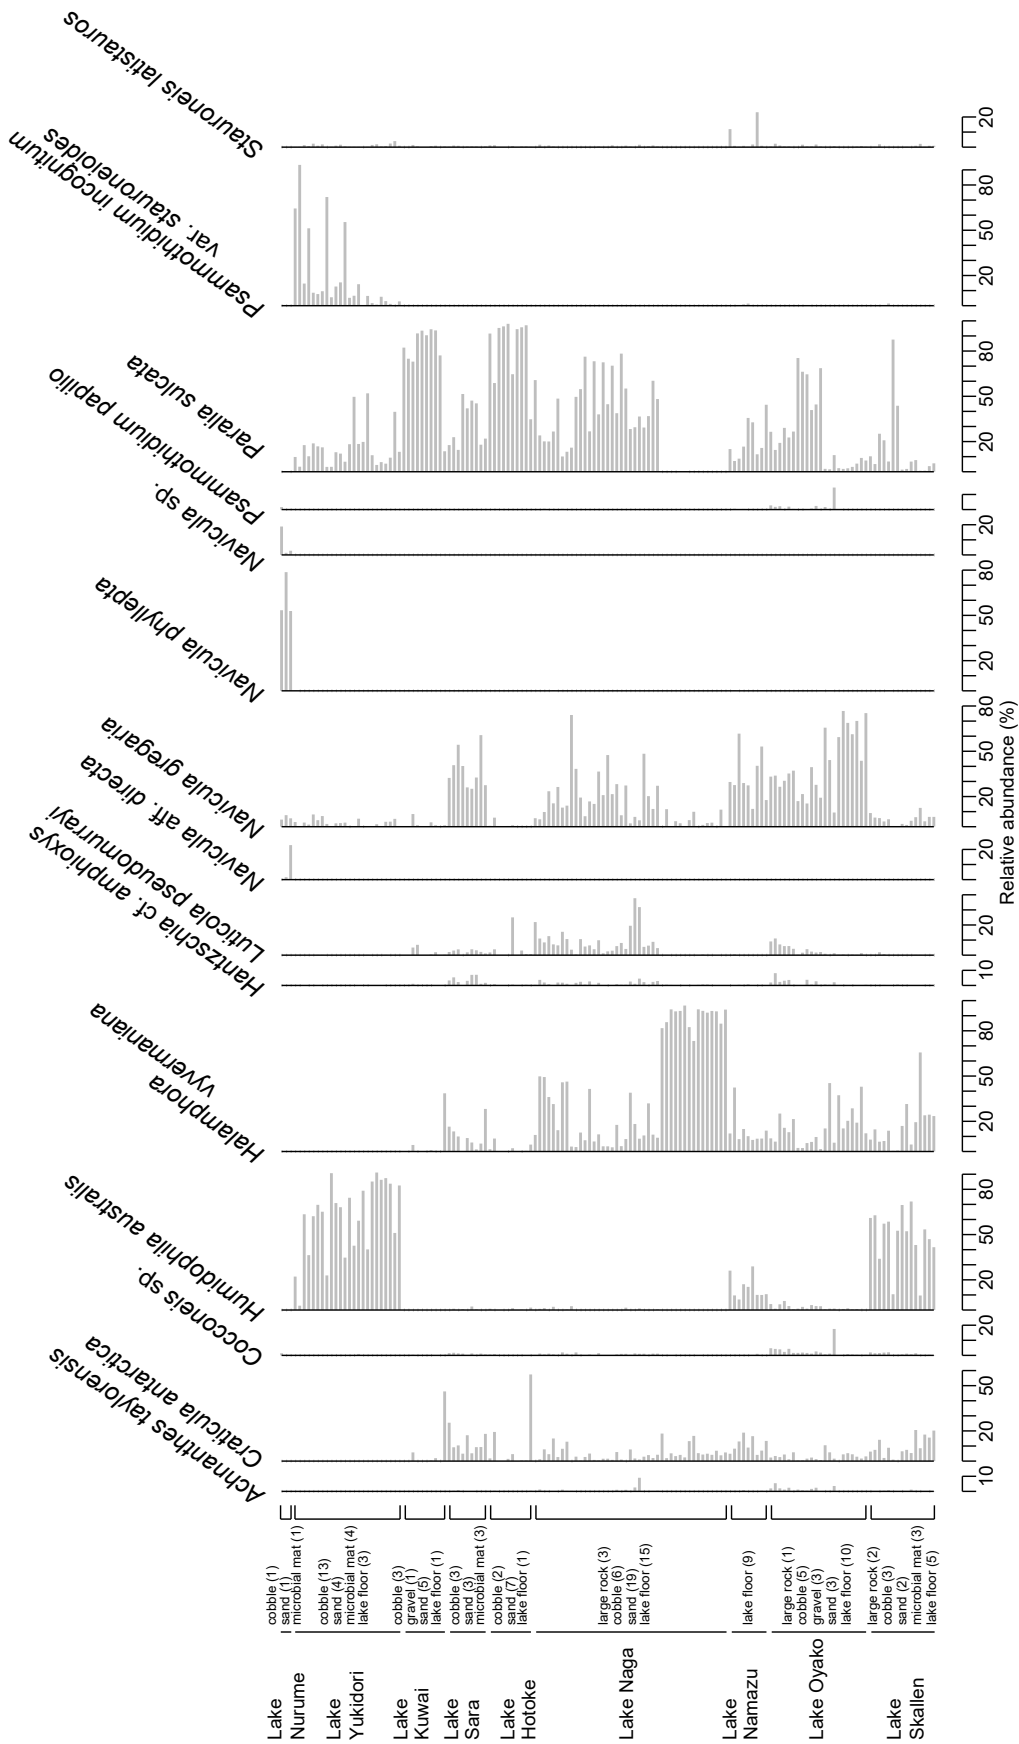 Achnanthes taylorensis
Craticula antarctica
Cocconeis sp.
Humidophila australis
Halamphora
vyvermaniana
Hantzschia cf. amphioxys
Luticola pseudomurrayi
Navicula aff. directa
Navicula gregaria
Navicula phyllepta
Navicula sp.
Psammothidium papilio
Paralia sulcata
Psammothidium incognitum
var. stauroneioides
Stauroneis latistauros
Lake
Nurume
cobble (1)
sand (1)
microbial mat (1)
Lake
Yukidori
cobble (13)
sand (4)
microbial mat (4)
lake floor (3)
Lake
Kuwai
cobble (3)
gravel (1)
sand (5)
lake floor (1)
Lake
Sara
cobble (3)
sand (3)
microbial mat (3)
Lake
Hotoke
cobble (2)
sand (7)
lake floor (1)
Lake Naga
large rock (3)
cobble (6)
sand (19)
lake floor (15)
Lake
Namazu
lake floor (9)
Lake Oyako
large rock (1)
cobble (5)
gravel (3)
sand (3)
lake floor (10)
Lake
Skallen
large rock (2)
cobble (3)
sand (2)
microbial mat (3)
lake floor (5)
10
20 50
20
20 50 80
20 50 80
10
20
20
20 50 80
20 50 80
20
20 50 80
20 50 80
20
Relative abundance (%)